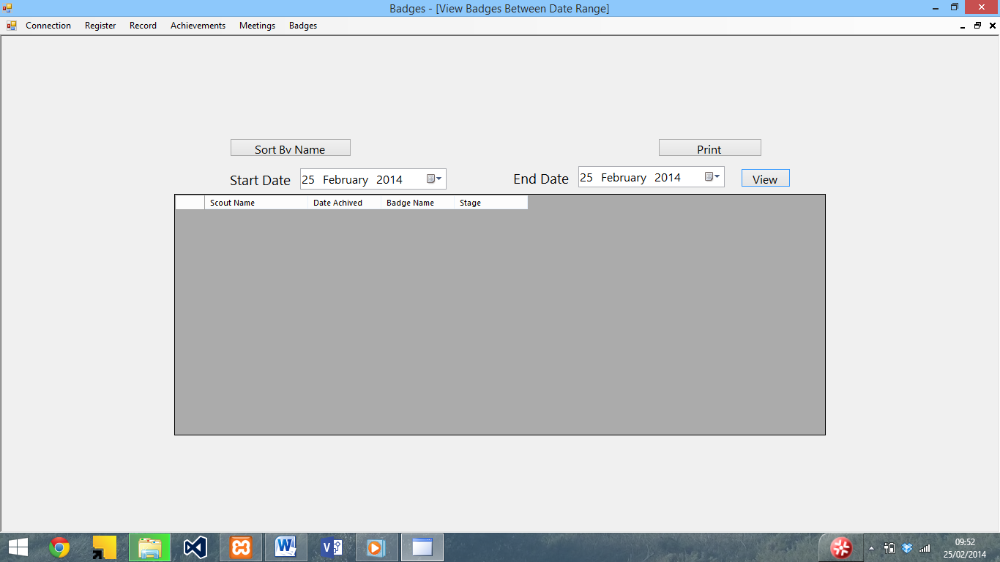 Badges - [View Badges Between Date Range]
Connection Register Record Achievements Meetings Badges
Sort By Name Print
Start Date 25 February 2014 End Date 25 February 2014 View
Scout Name Date Achived Badge Name Stage
09:52
25/02/2014